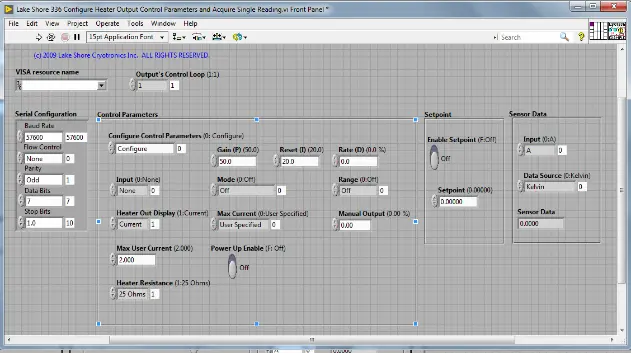 Lake Shore 336 Configure Heater Output Control Parameters and Acquire Single Reading.vi Front Panel *
File Edit View Project Operate Tools Window Help
15pt Application Font
Search
(c) 2009 Lake Shore Cryotronics Inc. ALL RIGHTS RESERVED.
VISA resource name
Output's Control Loop (1:1)
1 1
Serial Configuration
Baud Rate
57600 57600
Flow Control
None 0
Parity
Odd 1
Data Bits
7 7
Stop Bits
1.0 10
Control Parameters
Configure Control Parameters (0: Configure)
Configure 0
Gain (P) (50.0)
50.0
Reset (I) (20.0)
20.0
Rate (D) (0.0 %)
0.0
Input (0:None)
None 0
Mode (0:Off)
Off 0
Range (0:Off)
Off 0
Heater Out Display (1:Current)
Current 1
Max Current (0:User Specified)
User Specified 0
Manual Output (0.00 %)
0.00
Max User Current (2.000)
2.000
Power Up Enable (F: Off)
Off
Heater Resistance (1:25 Ohms)
25 Ohms 1
Setpoint
Enable Setpoint (F:Off)
Off
Setpoint (0.00000)
0.00000
Sensor Data
Input (0:A)
A 0
Data Source (0:Kelvin)
Kelvin 0
Sensor Data
0.0000